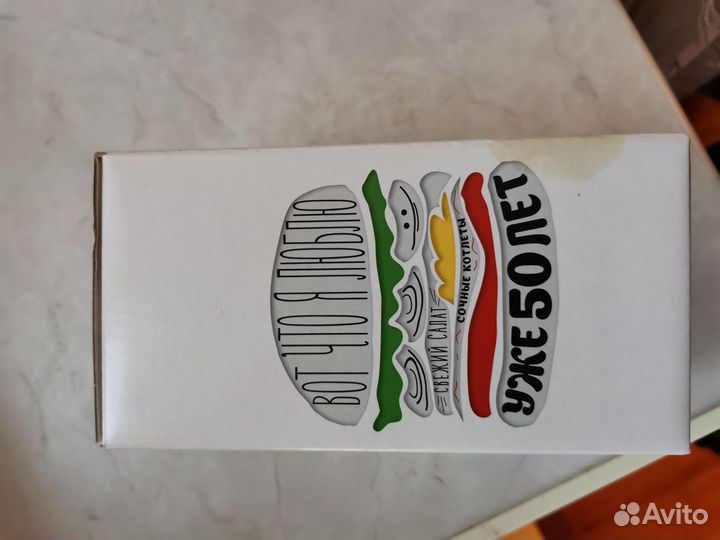 ВОТ ЧТО Я ЛЮБЛЮ
СВЕЖИЙ САЛАТ
СОЧНЫЕ КОТЛЕТЫ
УЖЕ 50 ЛЕТ
Avito